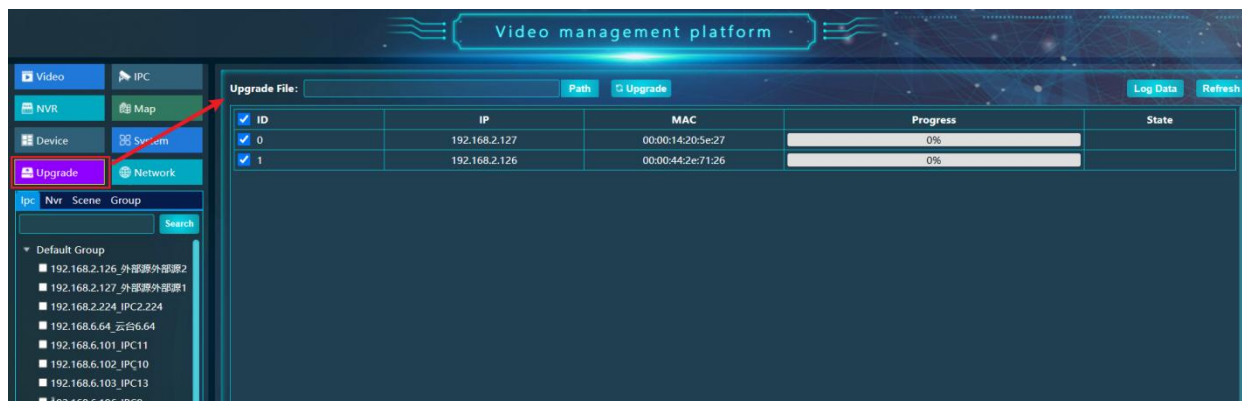 Video management platform
Video IPC
NVR Map
Device System
Upgrade Network
Ipc Nvr Scene Group
Search
Default Group
192.168.2.126_外部源外部源2
192.168.2.127_外部源外部源1
192.168.2.224_IPC2.224
192.168.6.64_云台6.64
192.168.6.101_IPC11
192.168.6.102_IPC10
192.168.6.103_IPC13
Upgrade File: Path Upgrade Log Data Refresh
ID IP MAC Progress State
0 192.168.2.127 00:00:14:20:5e:27 0%
1 192.168.2.126 00:00:44:2e:71:26 0%